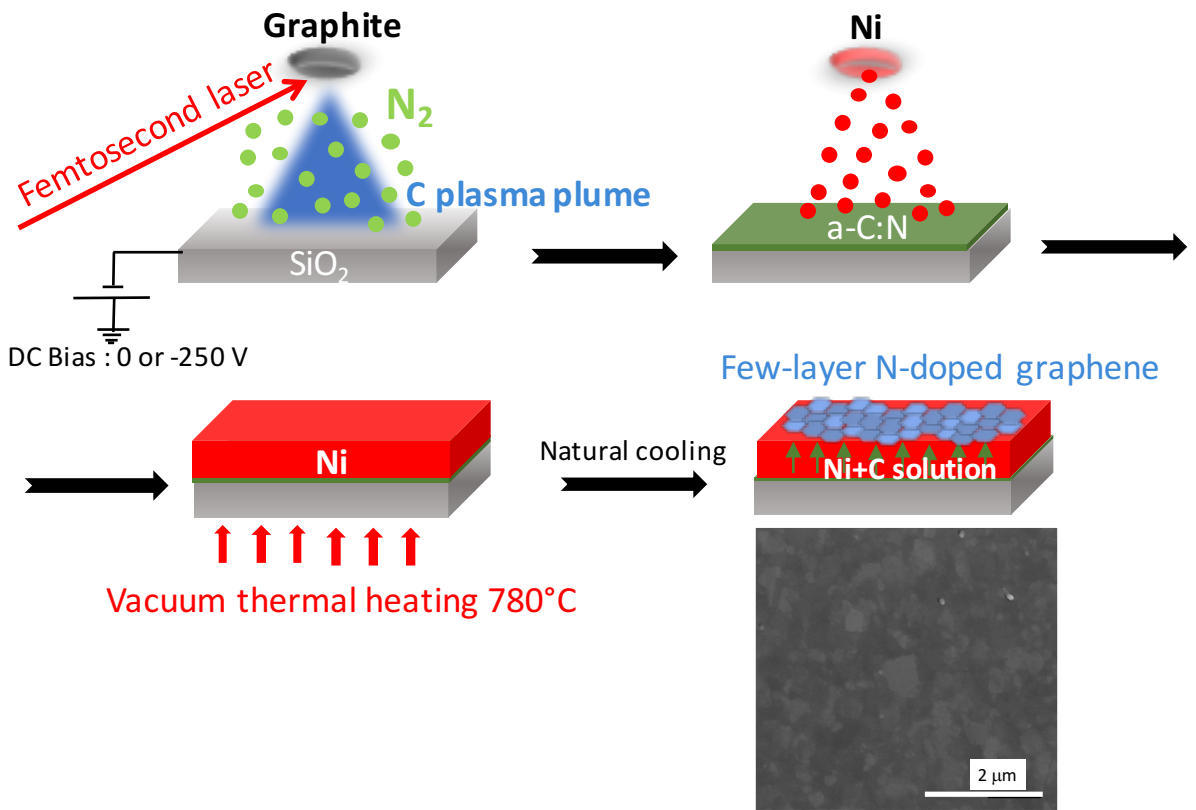 Graphite
Ni
Femtosecond laser
N₂
C plasma plume
SiO₂
a-C:N
DC Bias : 0 or -250 V
Few-layer N-doped graphene
Ni
Natural cooling
Ni+C solution
Vacuum thermal heating 780°C
2 μm